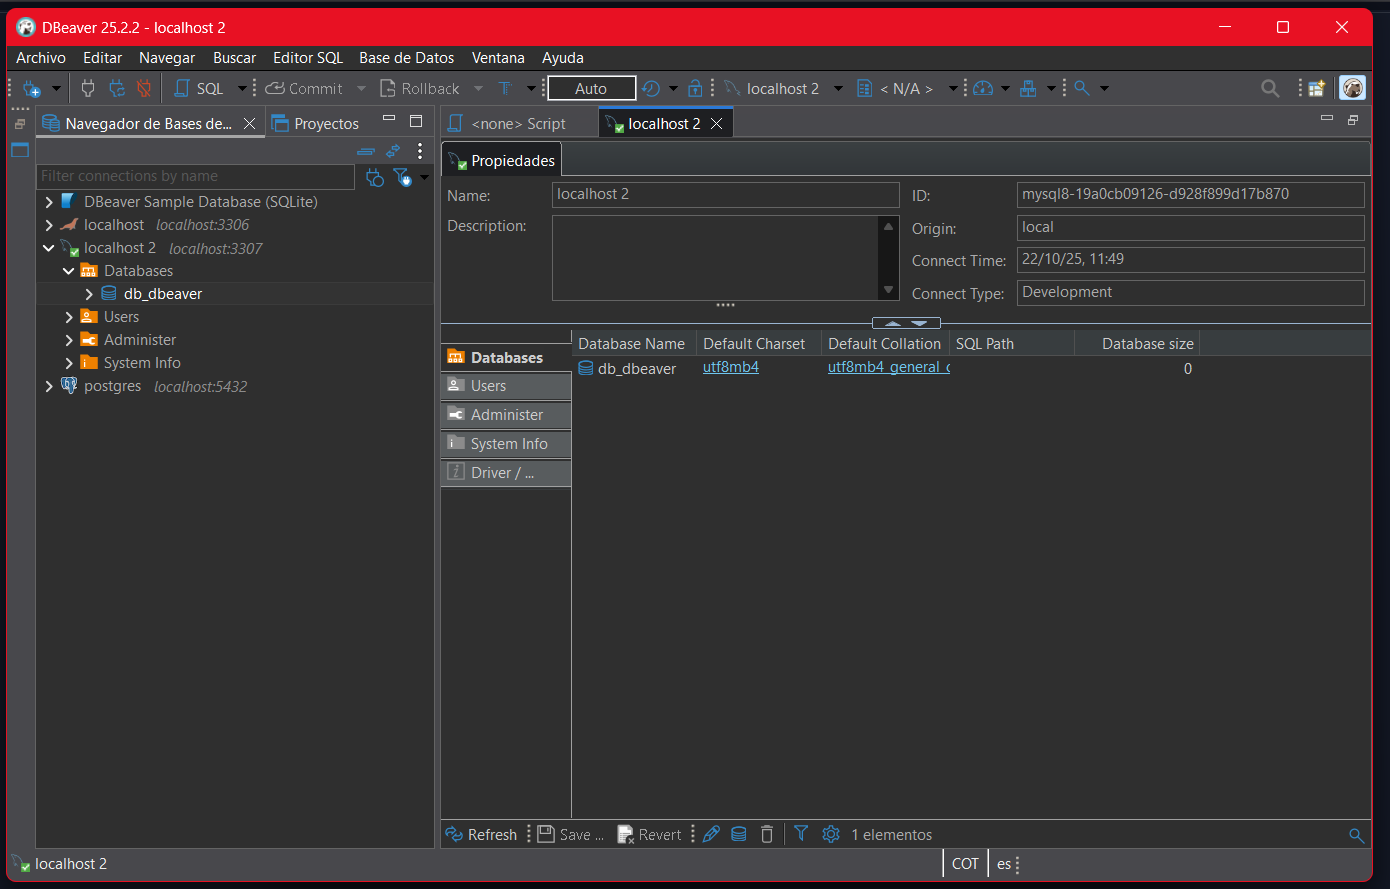 DBeaver 25.2.2 - localhost 2
Archivo Editar Navegar Buscar Editor SQL Base de Datos Ventana Ayuda
SQL Commit Rollback Auto localhost 2 < N/A >
Navegador de Bases de... Proyectos
<none> Script localhost 2
Filter connections by name
DBeaver Sample Database (SQLite)
localhost localhost:3306
localhost 2 localhost:3307
Databases
db_dbeaver
Users
Administer
System Info
postgres localhost:5432
Propiedades
Name: localhost 2
Description:
ID: mysql8-19a0cb09126-d928f899d17b870
Origin: local
Connect Time: 22/10/25, 11:49
Connect Type: Development
Databases
Users
Administer
System Info
Driver / ...
Database Name Default Charset Default Collation SQL Path Database size
db_dbeaver utf8mb4 utf8mb4_general_c 0
Refresh Save ... Revert 1 elementos
localhost 2 COT es